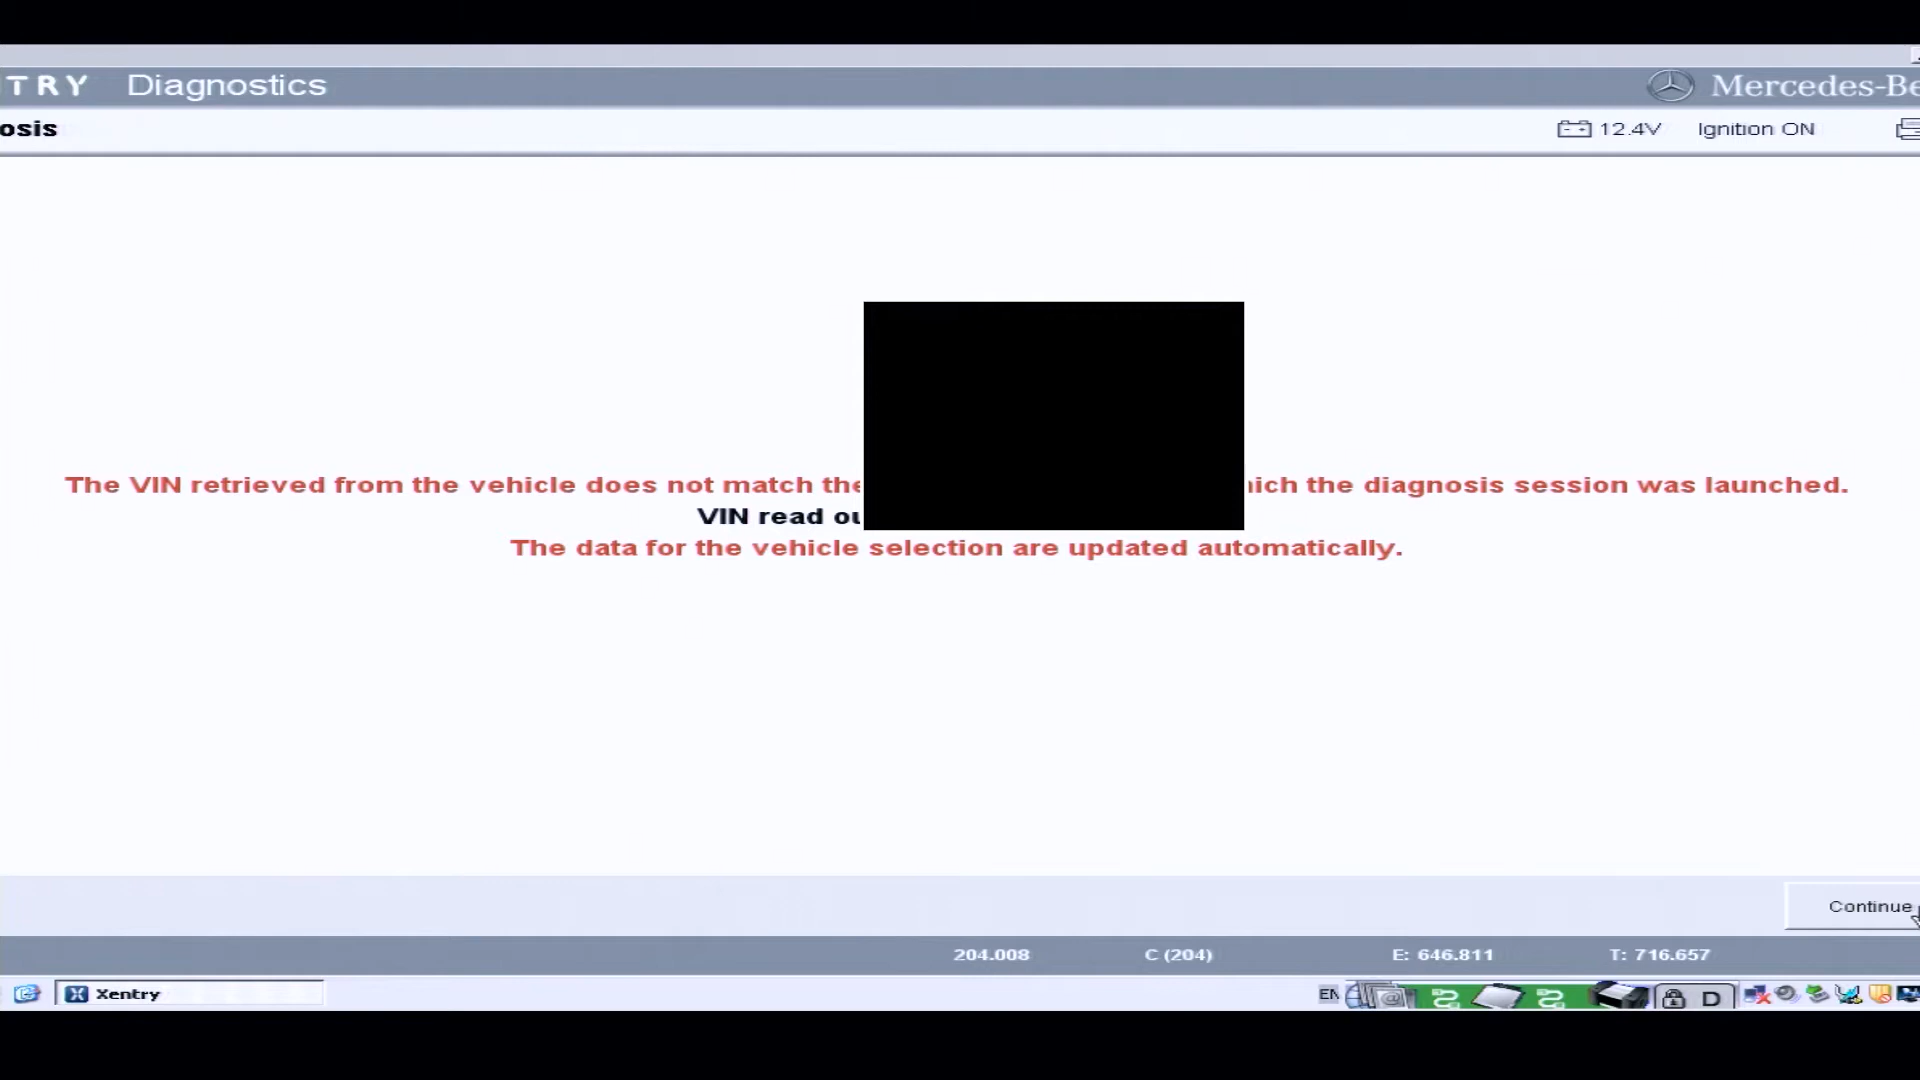 TRY Diagnostics
Mercedes-Be
osis
12.4V Ignition ON
The VIN retrieved from the vehicle does not match the hich the diagnosis session was launched.
VIN read ou
The data for the vehicle selection are updated automatically.
Continue
204.008 C (204) E: 646.811 T: 716.657
Xentry
EN
D